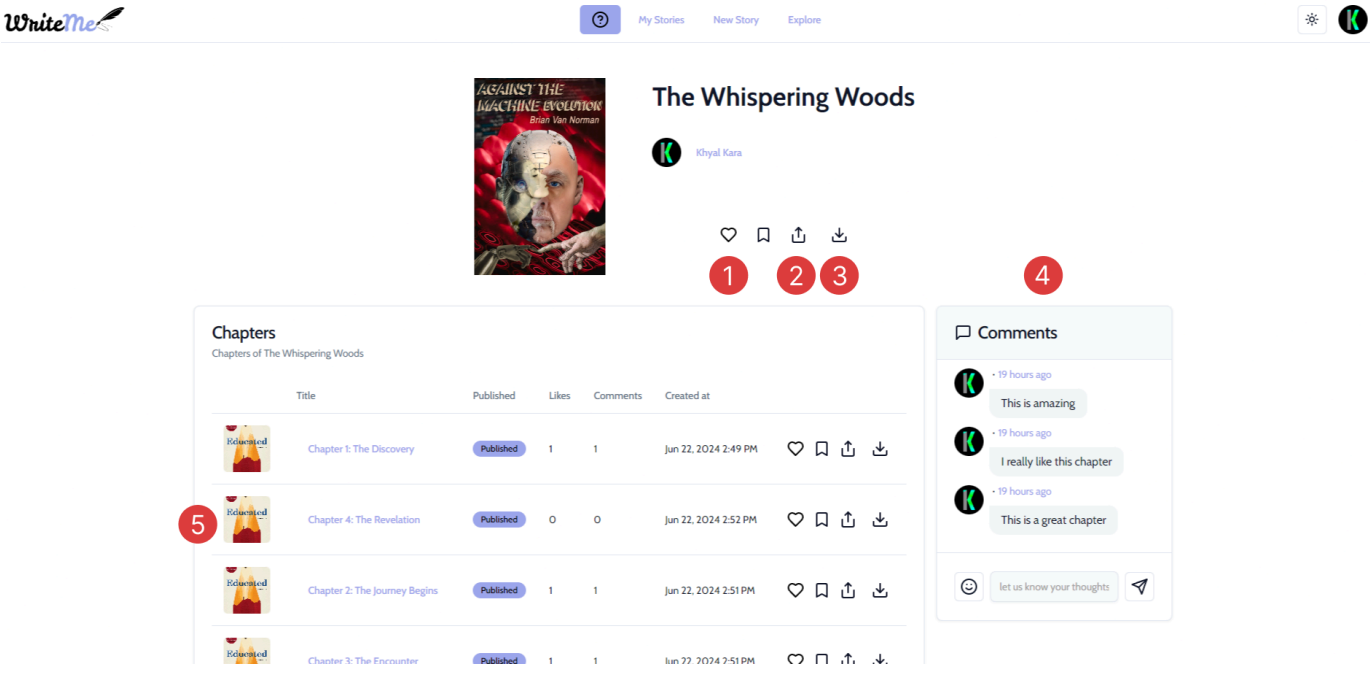 WriteMe
? My Stories New Story Explore
AGAINST THE
MACHINE EVOLUTION
Brian Van Norman
The Whispering Woods
Khyal Kara
1 2 3 4
Chapters
Chapters of The Whispering Woods
Title Published Likes Comments Created at
Educated Chapter 1: The Discovery Published 1 1 Jun 22, 2024 2:49 PM
5 Educated Chapter 4: The Revelation Published 0 0 Jun 22, 2024 2:52 PM
Educated Chapter 2: The Journey Begins Published 1 1 Jun 22, 2024 2:51 PM
Educated Chapter 3: The Encounter Published 1 1 Jun 22, 2024 2:51 PM
Comments
• 19 hours ago
This is amazing
• 19 hours ago
I really like this chapter
• 19 hours ago
This is a great chapter
let us know your thoughts